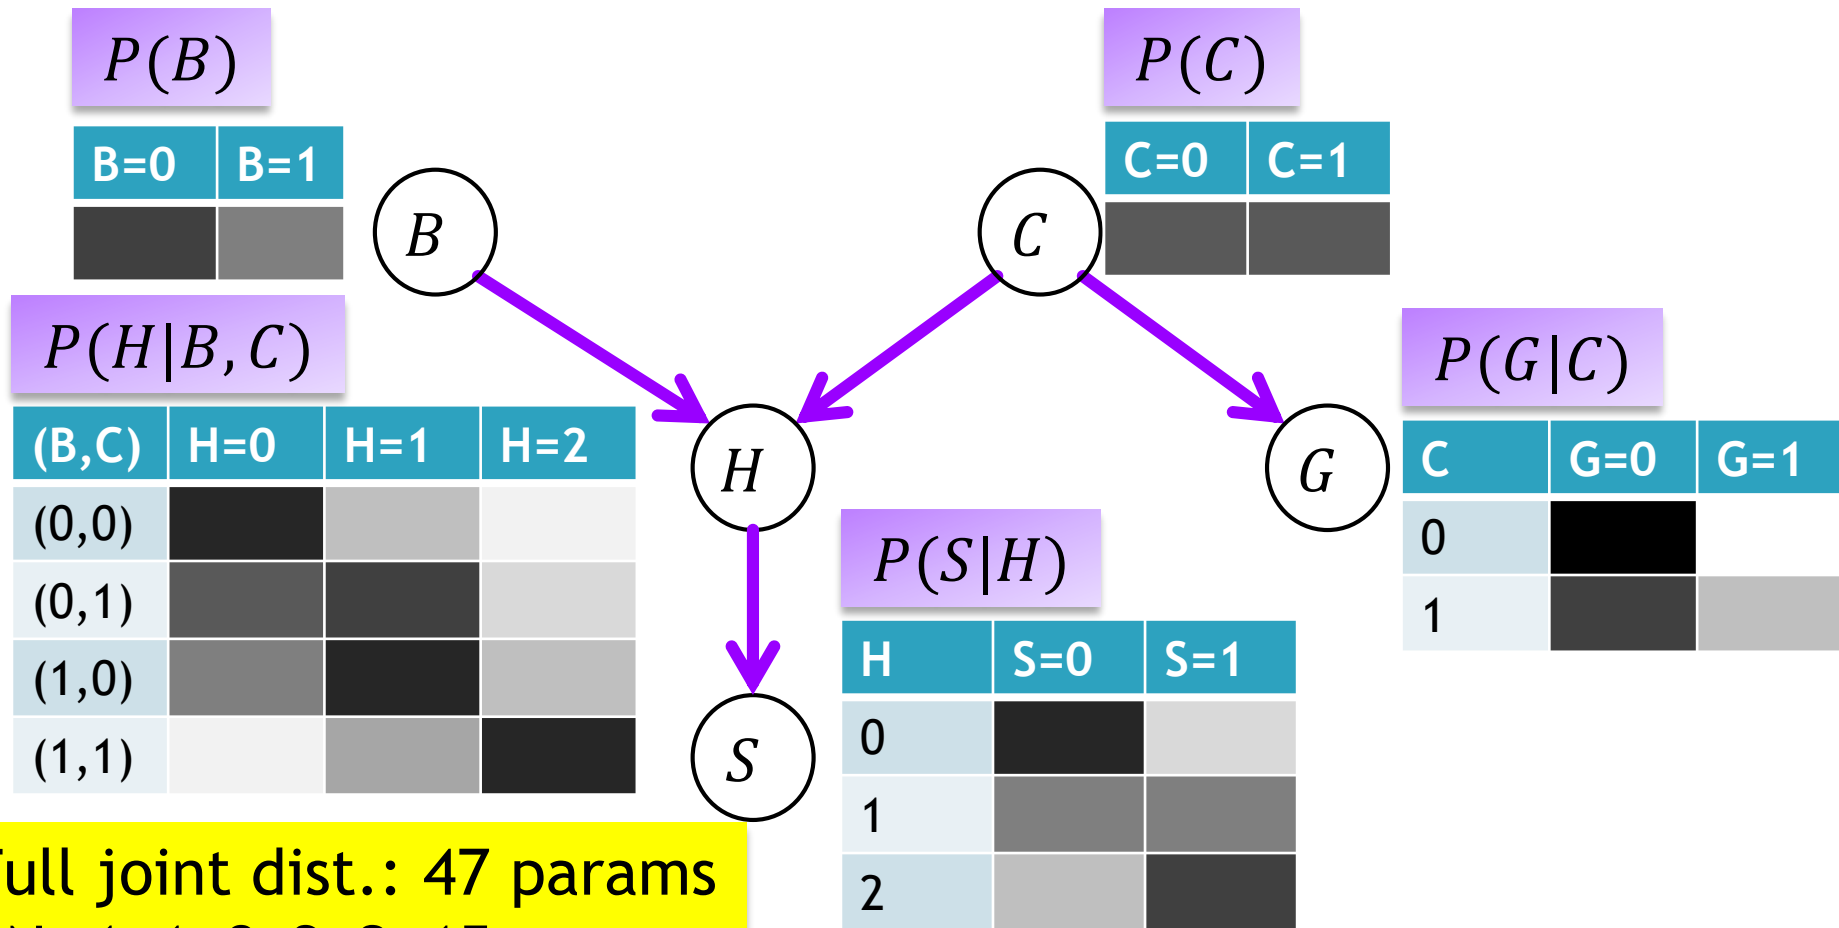 P(B)
B=0 B=1
B
P(C)
C=0 C=1
C
P(H|B,C)
(B,C) H=0 H=1 H=2
(0,0)
(0,1)
(1,0)
(1,1)
H
G
P(G|C)
C G=0 G=1
0
1
P(S|H)
H S=0 S=1
0
1
2
S
full joint dist.: 47 params